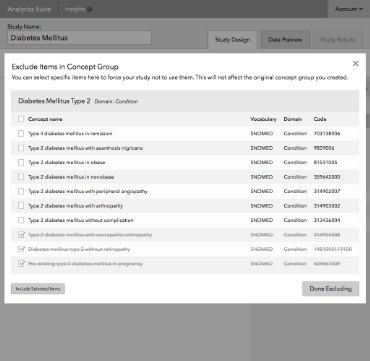 Analytics Suite Insights Account
Study Name:
Diabetes Mellitus
Study Design Data Preview Study Results
Exclude Items in Concept Group
You can select specific items here to force your study not to use them. This will not affect the original concept group you created.
Diabetes Mellitus Type 2 Domain: Condition
Concept name Vocabulary Domain Code
Type II diabetes mellitus in remission SNOMED Condition 703138006
Type 2 diabetes mellitus with acanthosis nigricans SNOMED Condition 9859006
Type 2 diabetes mellitus in obese SNOMED Condition 81531005
Type 2 diabetes mellitus in nonobese SNOMED Condition 359642000
Type 2 diabetes mellitus with peripheral angiopathy SNOMED Condition 314902007
Type 2 diabetes mellitus with arthropathy SNOMED Condition 314903002
Type 2 diabetes mellitus without complication SNOMED Condition 313436004
Type 2 diabetes mellitus with neuropathic arthropathy SNOMED Condition 314904008
Diabetes mellitus type 2 without retinopathy SNOMED Condition 1481000119100
Pre-existing type 2 diabetes mellitus in pregnancy SNOMED Condition 609567009
Include Selected Items Done Excluding